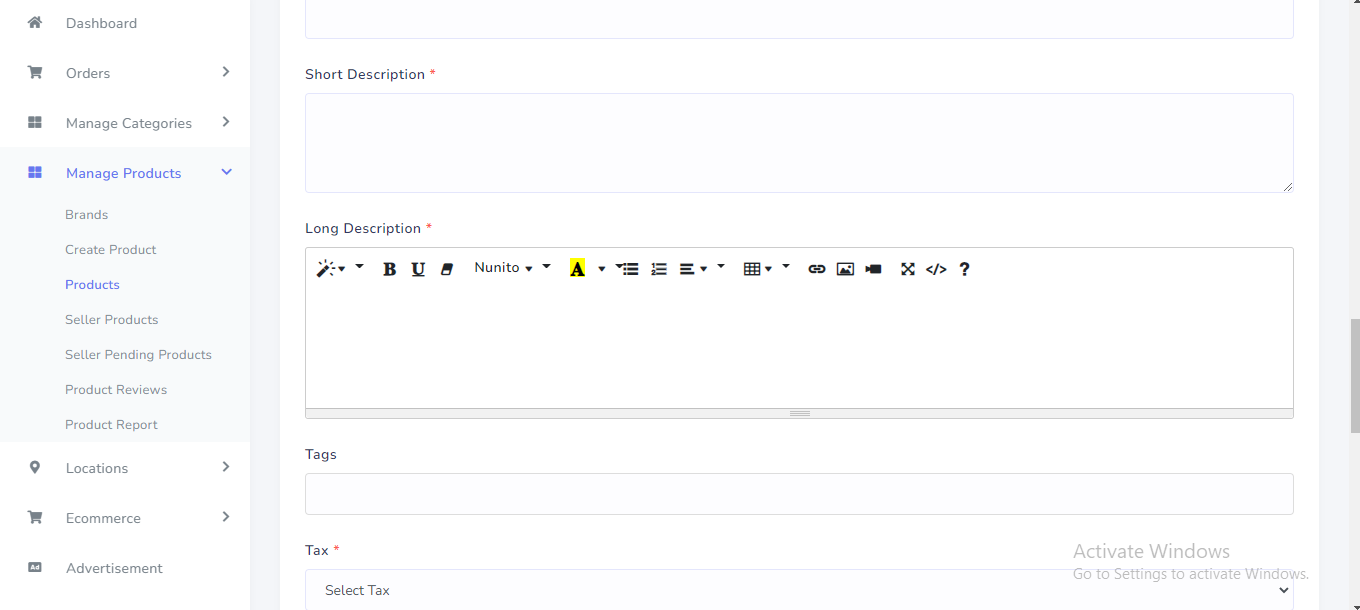 Dashboard
Orders
Manage Categories
Manage Products
Brands
Create Product
Products
Seller Products
Seller Pending Products
Product Reviews
Product Report
Locations
Ecommerce
Ad Advertisement
Short Description *
Long Description *
B U Nunito A </> ?
Tags
Tax *
Select Tax
Activate Windows
Go to Settings to activate Windows.